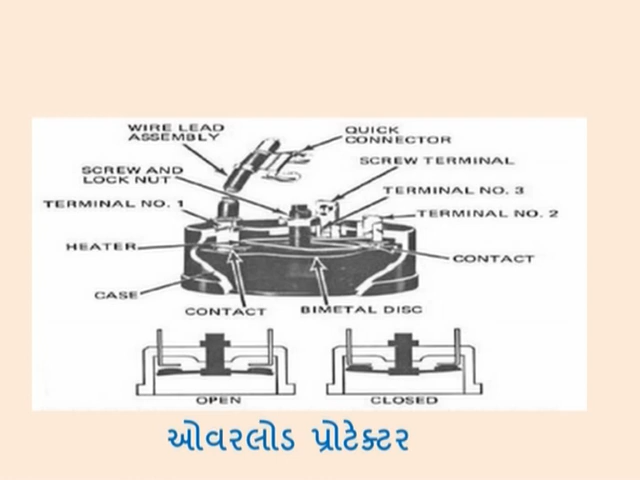 WIRE LEAD
ASSEMBLY
QUICK
CONNECTOR
SCREW TERMINAL
SCREW AND
LOCK NUT
TERMINAL NO. 3
TERMINAL NO. 1
TERMINAL NO. 2
HEATER
CONTACT
CASE
CONTACT
BIMETAL DISC
OPEN
CLOSED
ઓવરલોડ પ્રોટેક્ટર